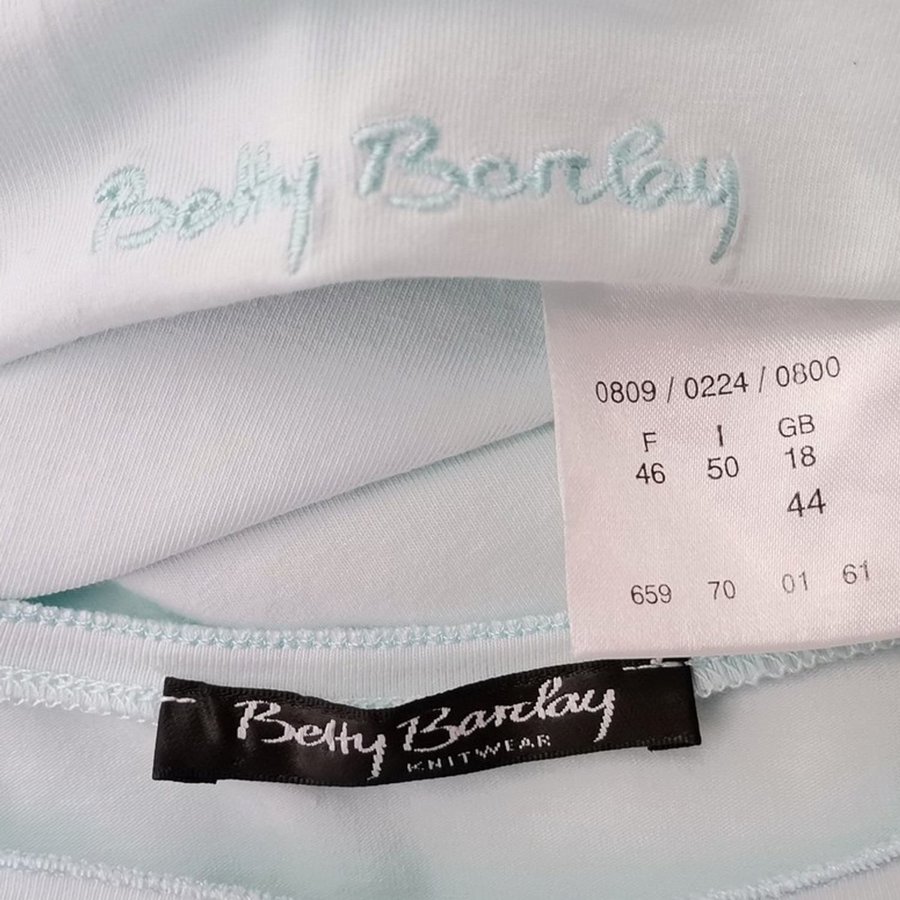 Betty Barclay
0809 / 0224 / 0800
F I GB
46 50 18
44
659 70 01 61
Betty Barclay
KNITWEAR